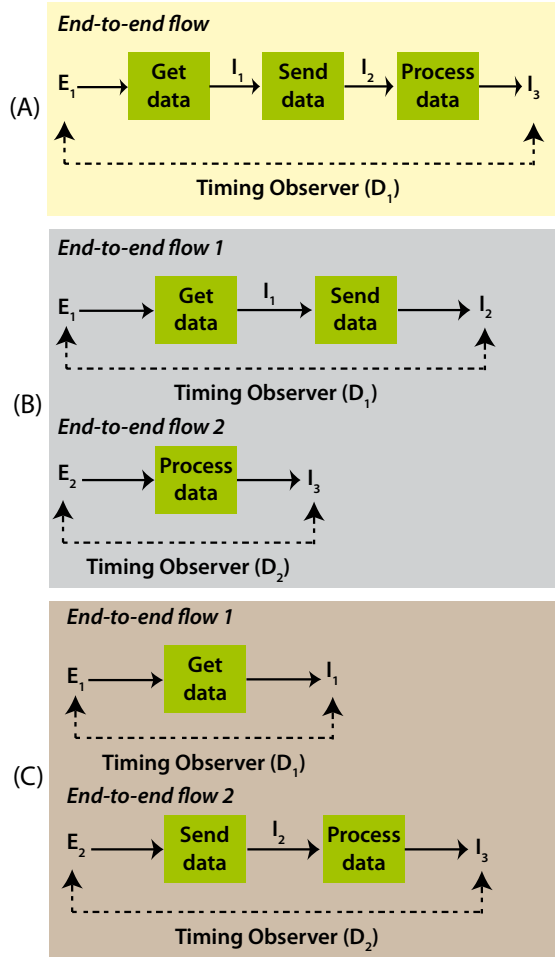 End-to-end flow
E₁ Get data I₁ Send data I₂ Process data I₃
(A)
Timing Observer (D₁)
End-to-end flow 1
E₁ Get data I₁ Send data I₂
Timing Observer (D₁)
(B)
End-to-end flow 2
E₂ Process data I₃
Timing Observer (D₂)
End-to-end flow 1
E₁ Get data I₁
Timing Observer (D₁)
(C)
End-to-end flow 2
E₂ Send data I₂ Process data I₃
Timing Observer (D₂)